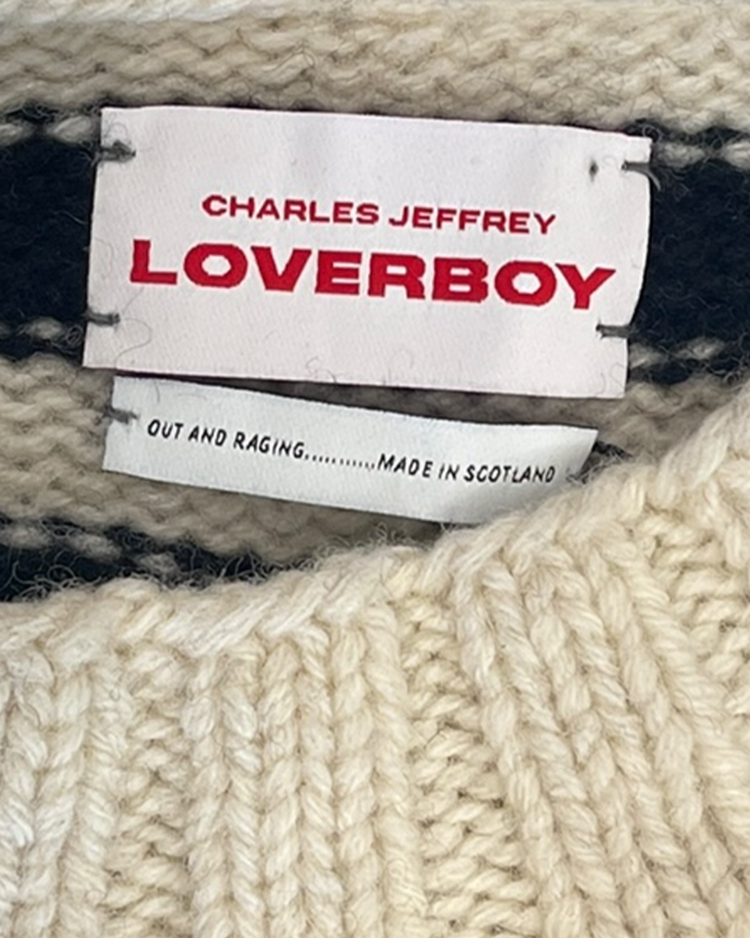 CHARLES JEFFREY
LOVERBOY
OUT AND RAGING...........MADE IN SCOTLAND